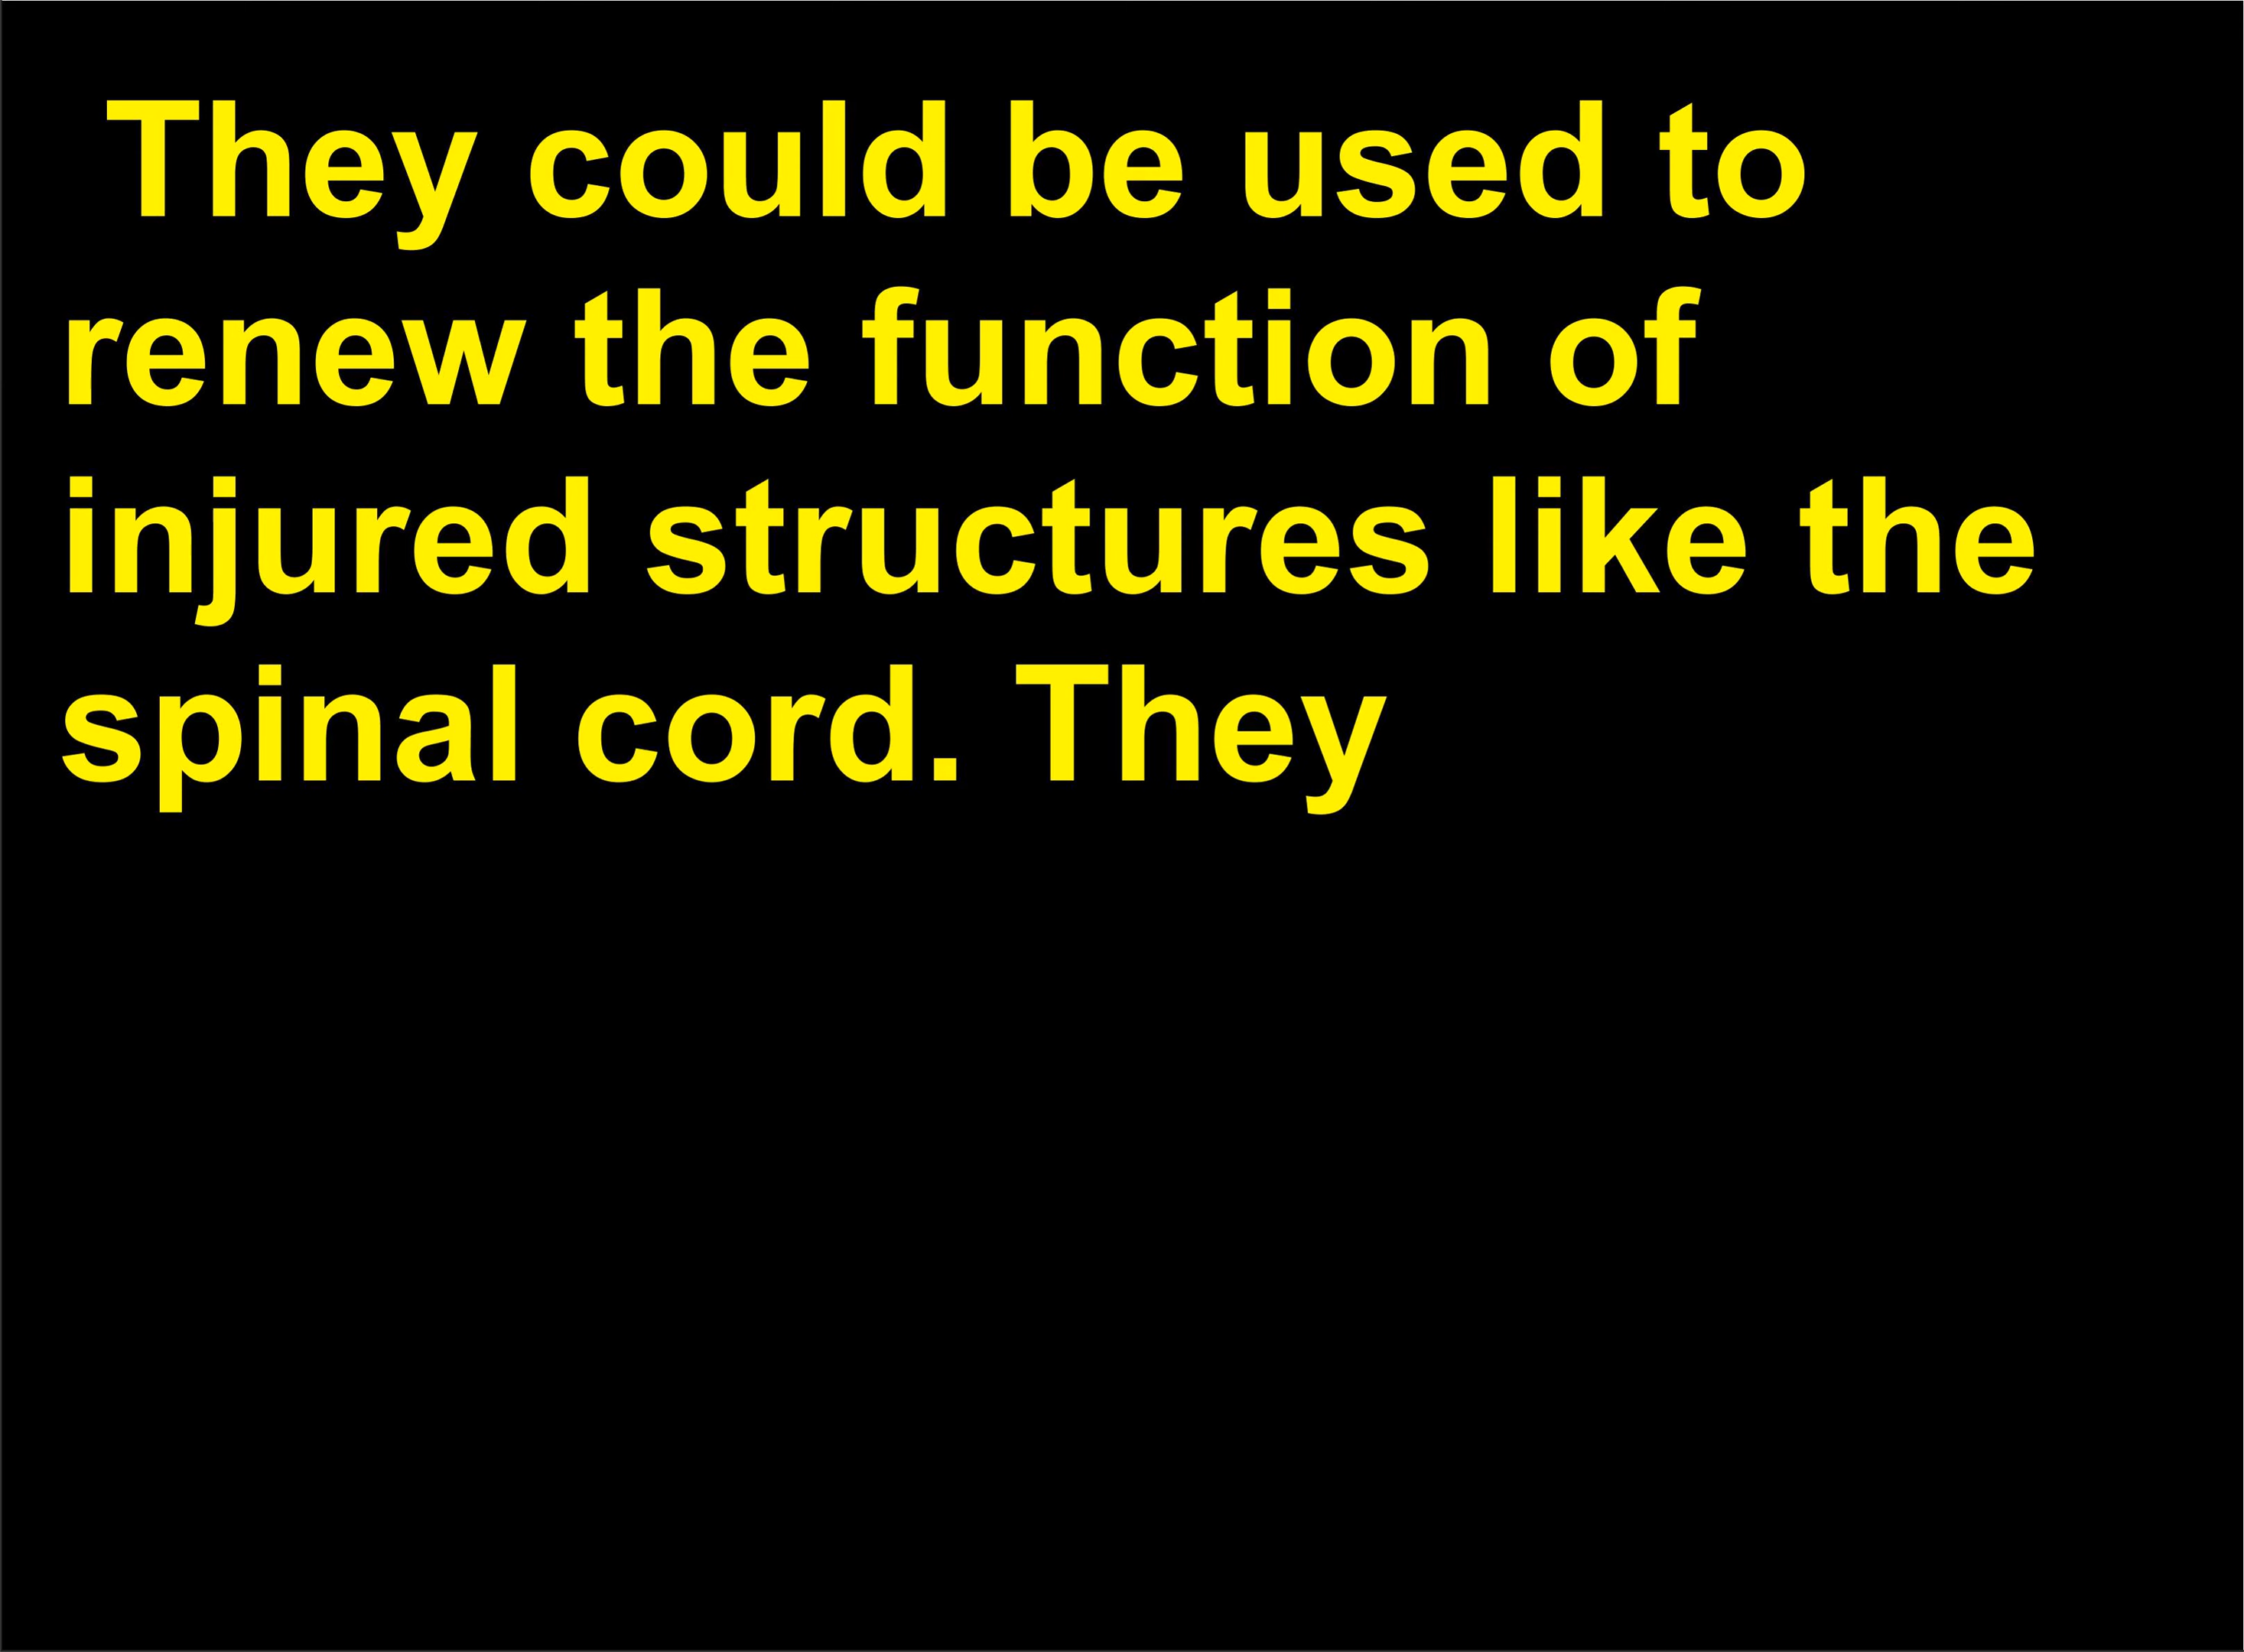 They could be used to
renew the function of
injured structures like the
spinal cord. They